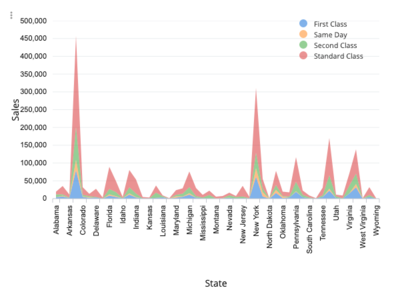 500,000
450,000
400,000
350,000
300,000
250,000
200,000
150,000
100,000
50,000
0
Sales
First Class
Same Day
Second Class
Standard Class
Alabama
Arkansas
Colorado
Delaware
Florida
Idaho
Indiana
Kansas
Louisiana
Maryland
Michigan
Mississippi
Montana
Nevada
New Jersey
New York
North Dakota
Oklahoma
Pennsylvania
South Carolina
Tennessee
Utah
Virginia
West Virginia
Wyoming
State